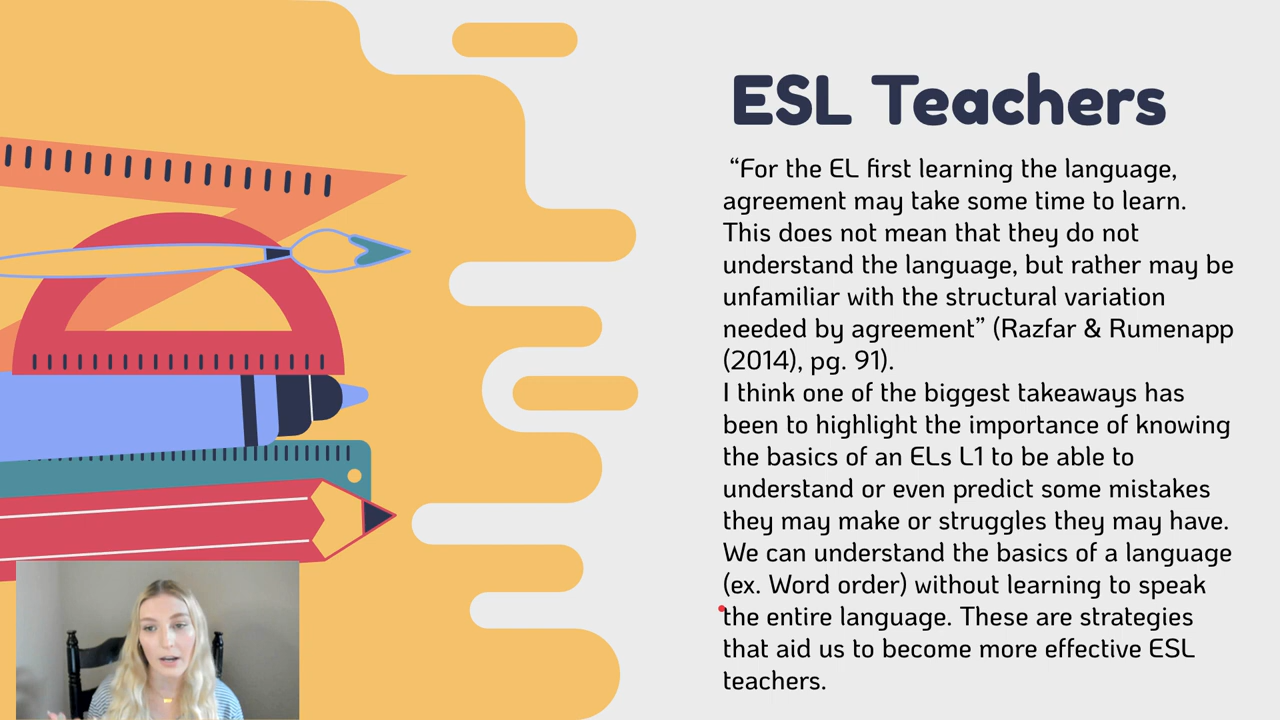 ESL Teachers
“For the EL first learning the language,
agreement may take some time to learn.
This does not mean that they do not
understand the language, but rather may be
unfamiliar with the structural variation
needed by agreement” (Razfar & Rumenapp
(2014), pg. 91).
I think one of the biggest takeaways has
been to highlight the importance of knowing
the basics of an ELs L1 to be able to
understand or even predict some mistakes
they may make or struggles they may have.
We can understand the basics of a language
(ex. Word order) without learning to speak
the entire language. These are strategies
that aid us to become more effective ESL
teachers.